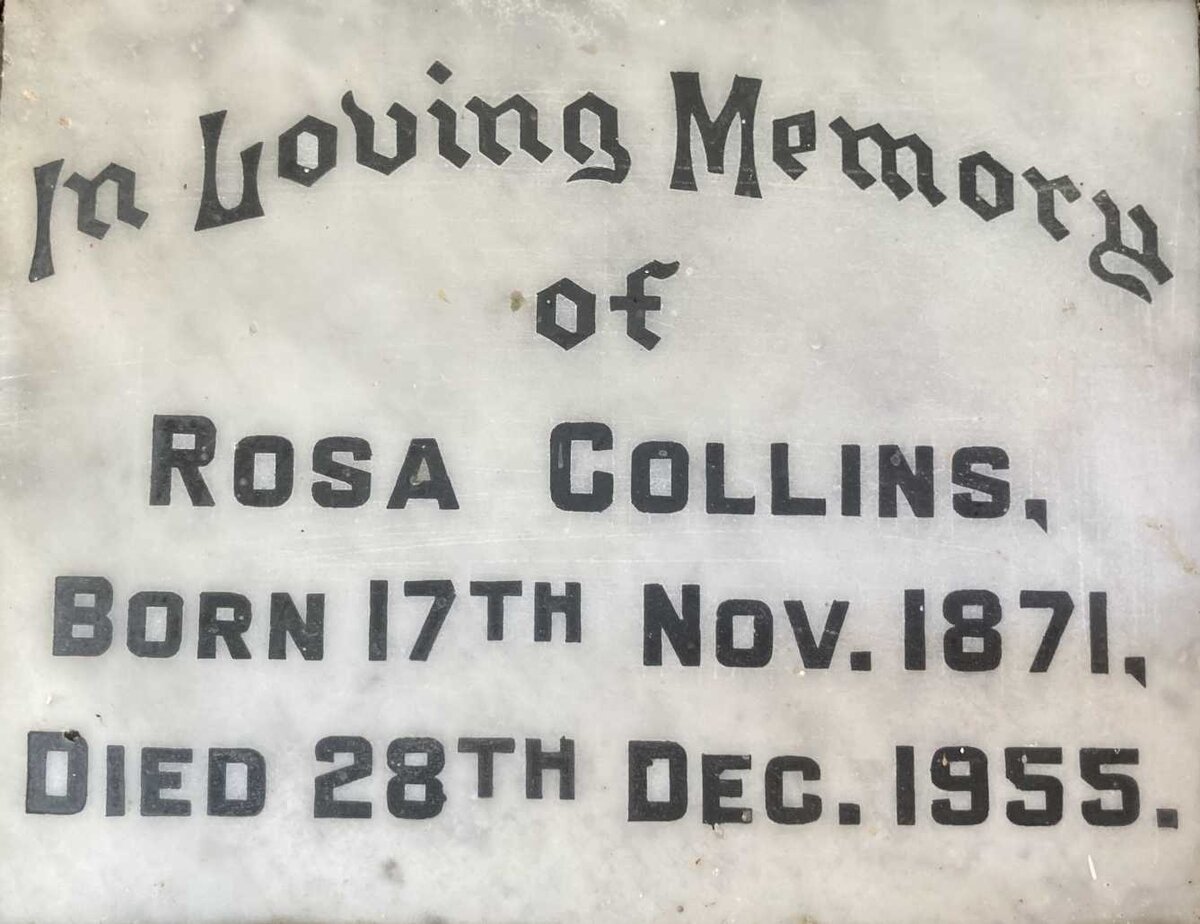 In Loving Memory
of
ROSA COLLINS,
BORN 17TH NOV. 1871,
DIED 28TH DEC. 1955.